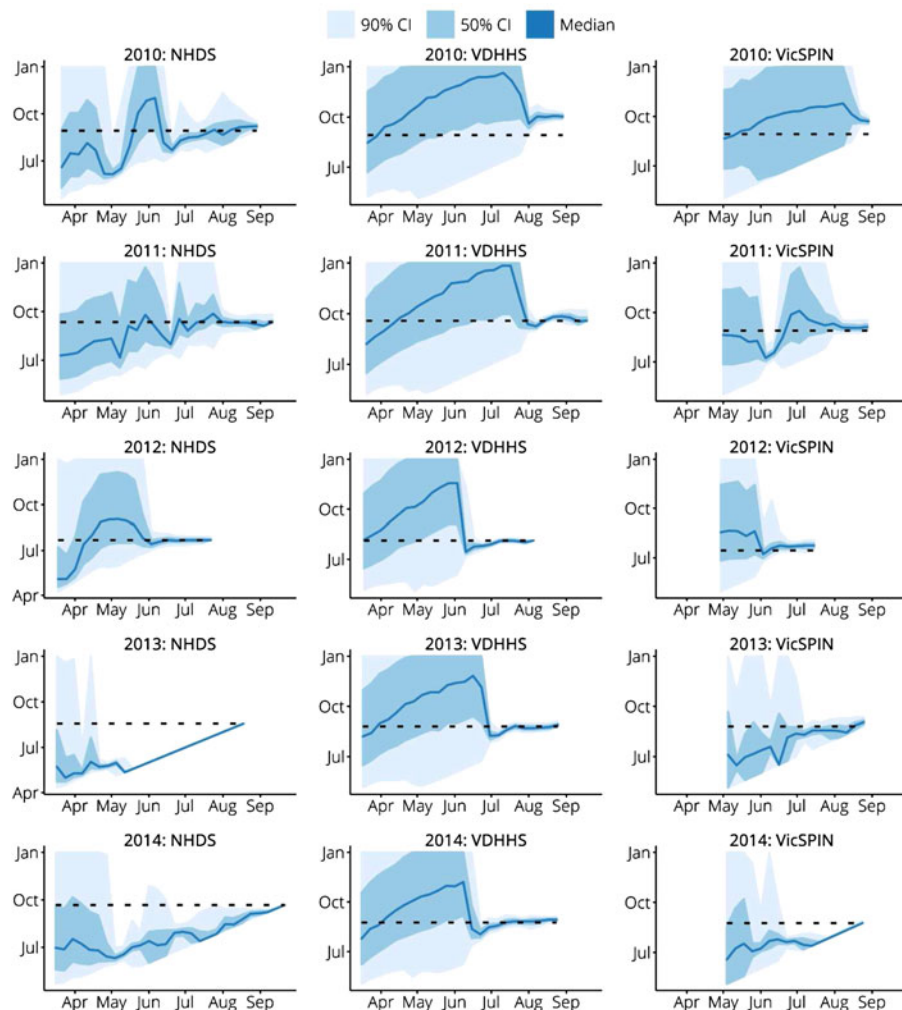 90% CI 50% CI Median
2010: NHDS 2010: VDHHS 2010: VicSPIN
Jan Jan Jan
Oct Oct Oct
Jul Jul Jul
Apr May Jun Jul Aug Sep Apr May Jun Jul Aug Sep Apr May Jun Jul Aug Sep
2011: NHDS 2011: VDHHS 2011: VicSPIN
Jan Jan Jan
Oct Oct Oct
Jul Jul Jul
Apr May Jun Jul Aug Sep Apr May Jun Jul Aug Sep Apr May Jun Jul Aug Sep
2012: NHDS 2012: VDHHS 2012: VicSPIN
Jan Jan Jan
Oct Oct Oct
Jul Jul Jul
Apr
Apr May Jun Jul Aug Sep Apr May Jun Jul Aug Sep Apr May Jun Jul Aug Sep
2013: NHDS 2013: VDHHS 2013: VicSPIN
Jan Jan Jan
Oct Oct Oct
Jul Jul Jul
Apr
Apr May Jun Jul Aug Sep Apr May Jun Jul Aug Sep Apr May Jun Jul Aug Sep
2014: NHDS 2014: VDHHS 2014: VicSPIN
Jan Jan Jan
Oct Oct Oct
Jul Jul Jul
Apr May Jun Jul Aug Sep Apr May Jun Jul Aug Sep Apr May Jun Jul Aug Sep